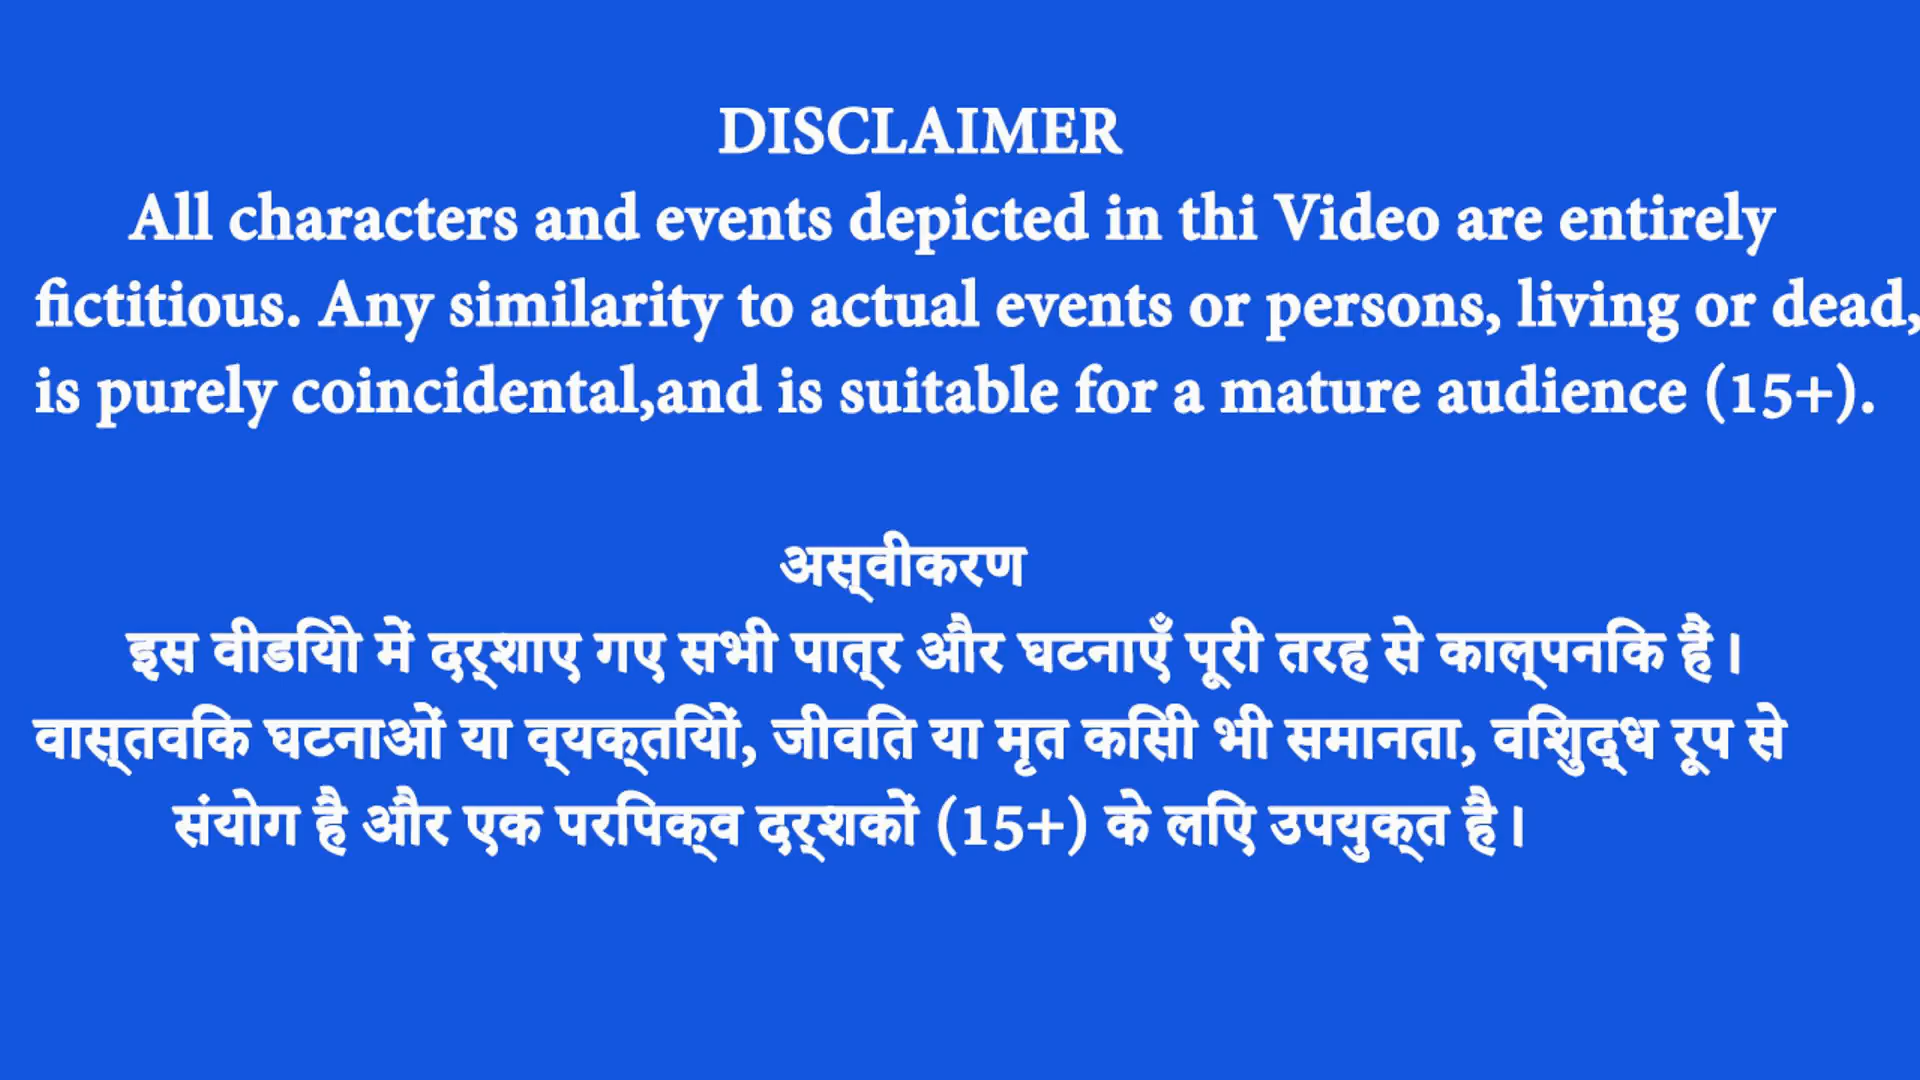 DISCLAIMER
All characters and events depicted in thi Video are entirely
fictitious. Any similarity to actual events or persons, living or dead,
is purely coincidental,and is suitable for a mature audience (15+).
अस्वीकरण
इस वीडियो में दर्शाए गए सभी पात्र और घटनाएँ पूरी तरह से काल्पनिक हैं।
वास्तविक घटनाओं या व्यक्तियों, जीवित या मृत किसी भी समानता, विशुद्ध रूप से
संयोग है और एक परिपक्व दर्शकों (15+) के लिए उपयुक्त है।